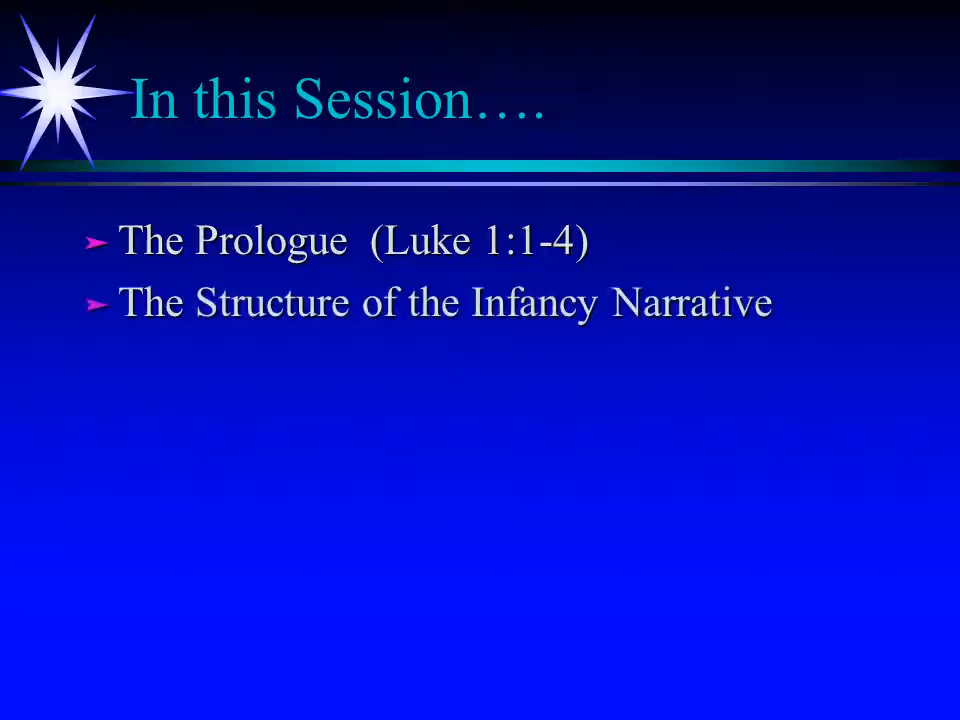 In this Session….
The Prologue  (Luke 1:1-4)
The Structure of the Infancy Narrative